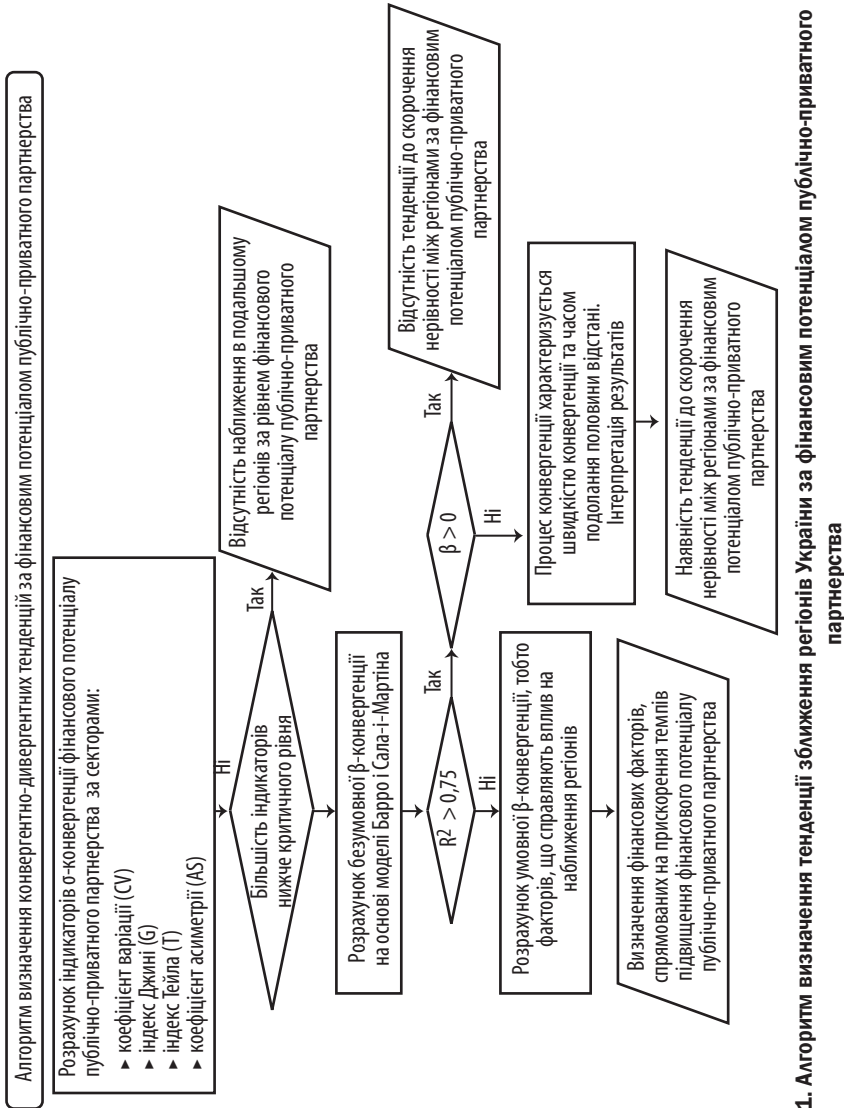 Алгоритм визначення конвергентно-дивергентних тенденцій за фінансовим потенціалом публічно-приватного партнерства
Розрахунок індикаторів σ-конвергенції фінансового потенціалу
публічно-приватного партнерства за секторами:
► коефіцієнт варіації (CV)
► індекс Джині (G)
► індекс Тейла (T)
► коефіцієнт асиметрії (AS)
Ні
Більшість індикаторів
нижче критичного рівня
Так
Відсутність наближення в подальшому
регіонів за рівнем фінансового
потенціалу публічно-приватного
партнерства
Розрахунок безумовної β-конвергенції
на основі моделі Барро і Сала-і-Мартіна
R² > 0,75
Так
Ні
β > 0
Так
Ні
Відсутність тенденції до скорочення
нерівності між регіонами за фінансовим
потенціалом публічно-приватного
партнерства
Розрахунок умовної β-конвергенції, тобто
факторів, що справляють вплив на
наближення регіонів
Процес конвергенції характеризується
швидкістю конвергенції та часом
подолання половини відстані.
Інтерпретація результатів
Визначення фінансових факторів,
спрямованих на прискорення темпів
підвищення фінансового потенціалу
публічно-приватного партнерства
Наявність тенденції до скорочення
нерівності між регіонами за фінансовим
потенціалом публічно-приватного
партнерства
1. Алгоритм визначення тенденції зближення регіонів України за фінансовим потенціалом публічно-приватного
партнерства